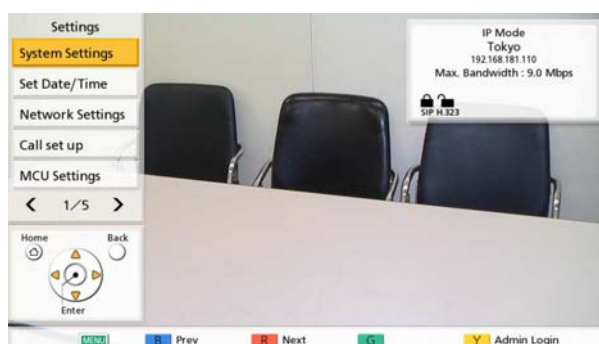 Settings
System Settings
Set Date/Time
Network Settings
Call set up
MCU Settings
1/5
Home
Back
Enter
IP Mode
Tokyo
192.168.181.110
Max. Bandwidth : 9.0 Mbps
SIP H.323
MENU
B Prev
R Next
G
Y Admin Login